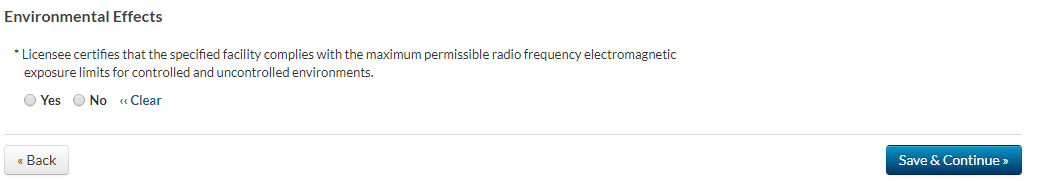 Environmental Effects
* Licensee certifies that the specified facility complies with the maximum permissible radio frequency electromagnetic
exposure limits for controlled and uncontrolled environments.
Yes No ‹‹ Clear
« Back Save & Continue »